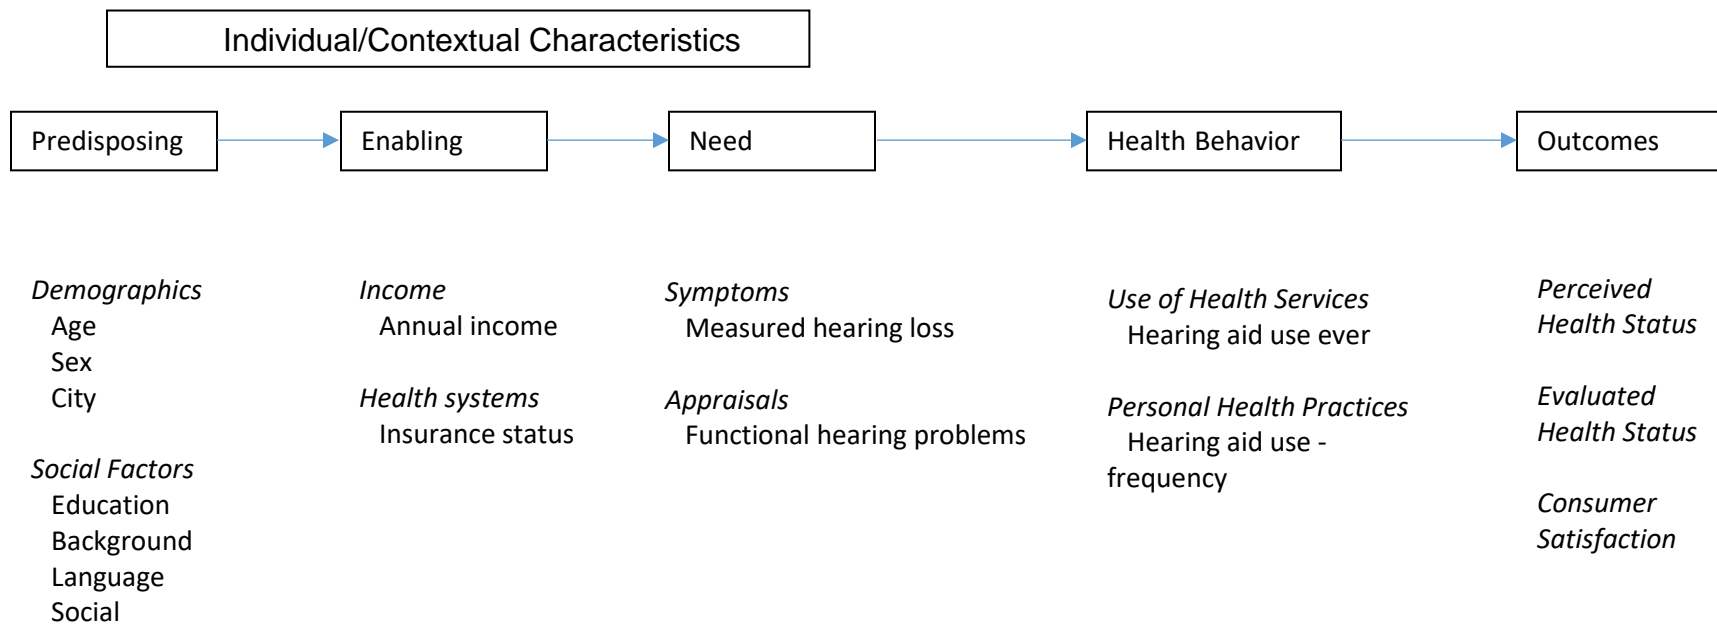 Individual/Contextual Characteristics
Predisposing
Enabling
Need
Health Behavior
Outcomes
Demographics
Age
Sex
City
Social Factors
Education
Background
Language
Social
Income
Annual income
Health systems
Insurance status
Symptoms
Measured hearing loss
Appraisals
Functional hearing problems
Use of Health Services
Hearing aid use ever
Personal Health Practices
Hearing aid use -
frequency
Perceived
Health Status
Evaluated
Health Status
Consumer
Satisfaction